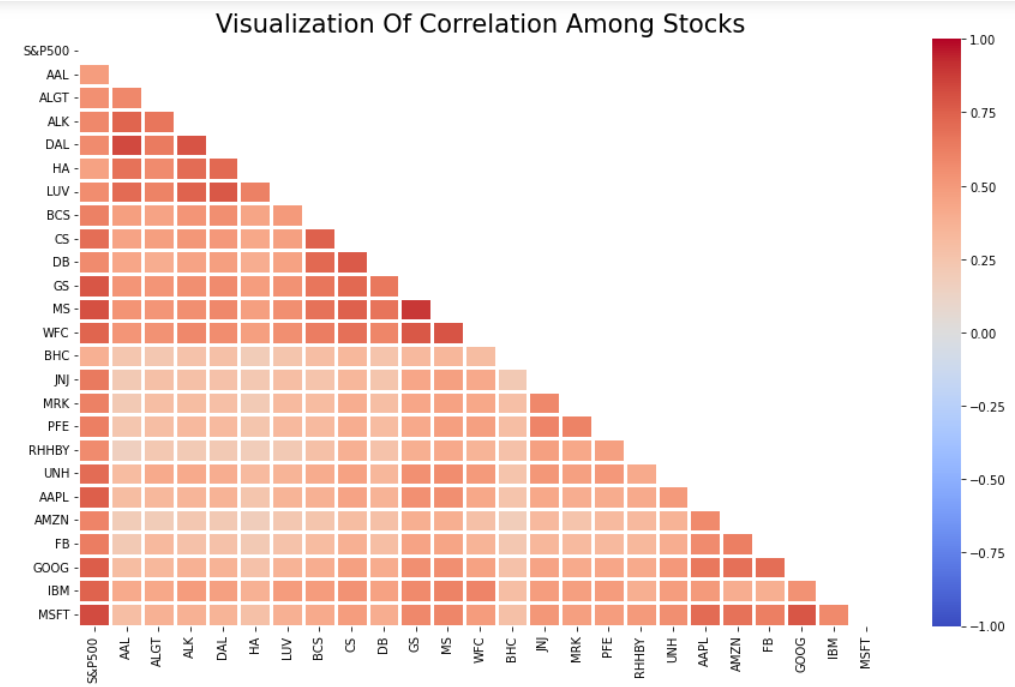 Visualization Of Correlation Among Stocks
S&P500
AAL
ALGT
ALK
DAL
HA
LUV
BCS
CS
DB
GS
MS
WFC
BHC
JNJ
MRK
PFE
RHHBY
UNH
AAPL
AMZN
FB
GOOG
IBM
MSFT
S&P500
AAL
ALGT
ALK
DAL
HA
LUV
BCS
CS
DB
GS
MS
WFC
BHC
JNJ
MRK
PFE
RHHBY
UNH
AAPL
AMZN
FB
GOOG
IBM
MSFT
1.00
0.75
0.50
0.25
0.00
−0.25
−0.50
−0.75
−1.00